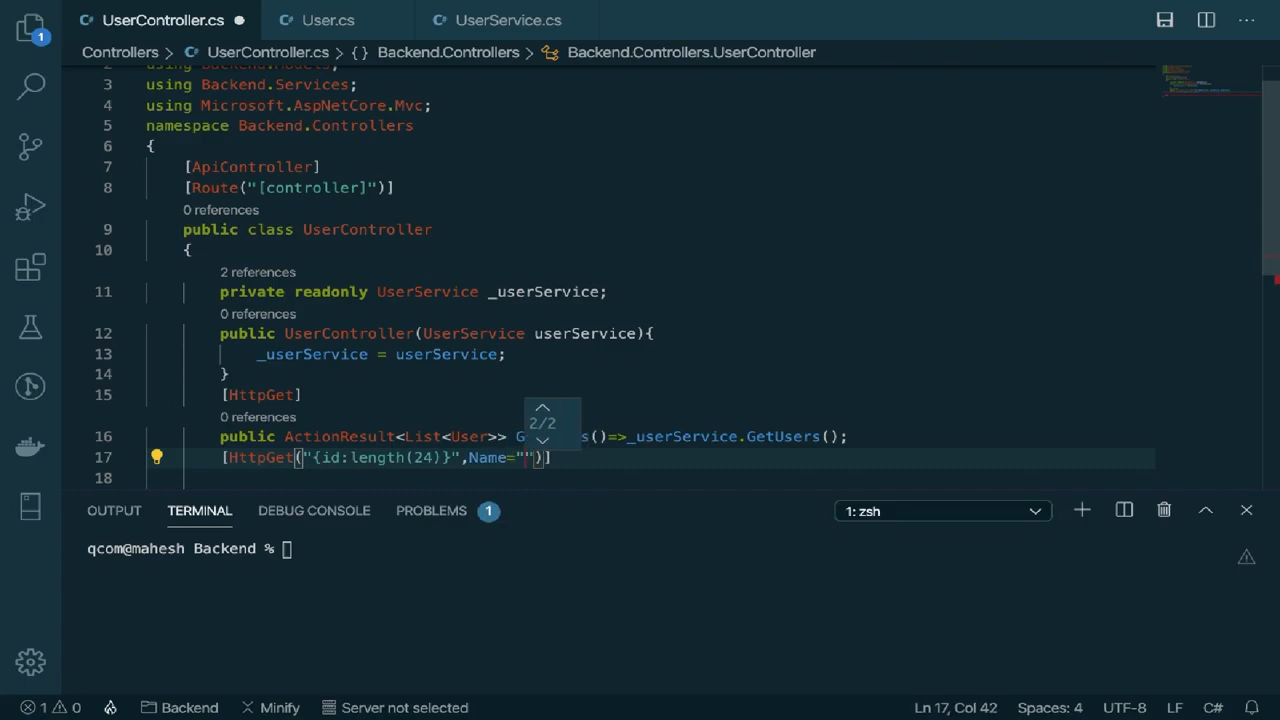 UserController.cs
User.cs
UserService.cs
1
Controllers > UserController.cs > { } Backend.Controllers > Backend.Controllers.UserController
2 using Backend.Models;
3 using Backend.Services;
4 using Microsoft.AspNetCore.Mvc;
5 namespace Backend.Controllers
6 {
7 [ApiController]
8 [Route("[controller]")]
0 references
9 public class UserController
10 {
2 references
11 private readonly UserService _userService;
0 references
12 public UserController(UserService userService){
13 _userService = userService;
14 }
15 [HttpGet]
0 references
2/2
16 public ActionResult<List<User>> G s()=>_userService.GetUsers();
17 [HttpGet("{id:length(24)}",Name="")]
18
OUTPUT TERMINAL DEBUG CONSOLE PROBLEMS 1 1: zsh
qcom@mahesh Backend %
1 0 Backend Minify Server not selected Ln 17, Col 42 Spaces: 4 UTF-8 LF C#